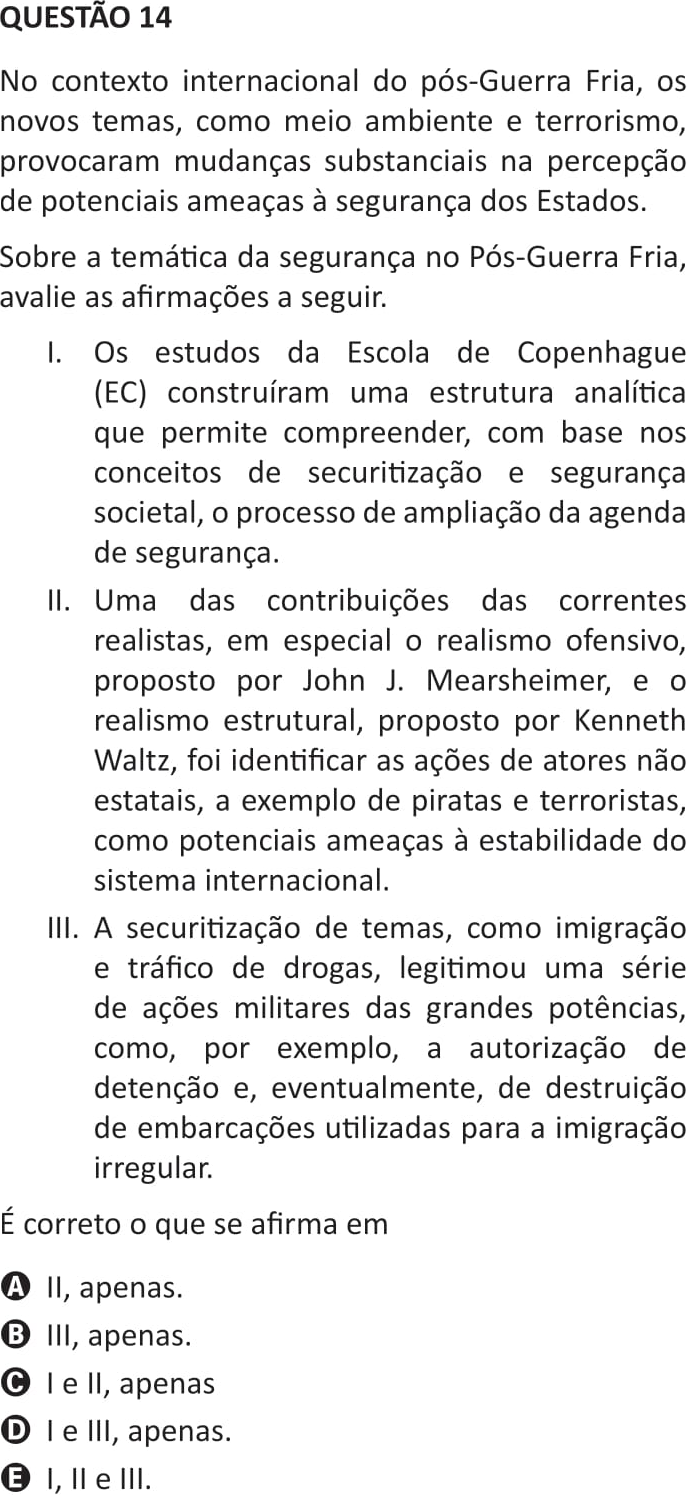 QUESTÃO 14
No contexto internacional do pós-Guerra Fria, os
novos temas, como meio ambiente e terrorismo,
provocaram mudanças substanciais na percepção
de potenciais ameaças à segurança dos Estados.
Sobre a temática da segurança no Pós-Guerra Fria,
avalie as afirmações a seguir.
I. Os estudos da Escola de Copenhague
(EC) construíram uma estrutura analítica
que permite compreender, com base nos
conceitos de securitização e segurança
societal, o processo de ampliação da agenda
de segurança.
II. Uma das contribuições das correntes
realistas, em especial o realismo ofensivo,
proposto por John J. Mearsheimer, e o
realismo estrutural, proposto por Kenneth
Waltz, foi identificar as ações de atores não
estatais, a exemplo de piratas e terroristas,
como potenciais ameaças à estabilidade do
sistema internacional.
III. A securitização de temas, como imigração
e tráfico de drogas, legitimou uma série
de ações militares das grandes potências,
como, por exemplo, a autorização de
detenção e, eventualmente, de destruição
de embarcações utilizadas para a imigração
irregular.
É correto o que se afirma em
A II, apenas.
B III, apenas.
C I e II, apenas
D I e III, apenas.
E I, II e III.